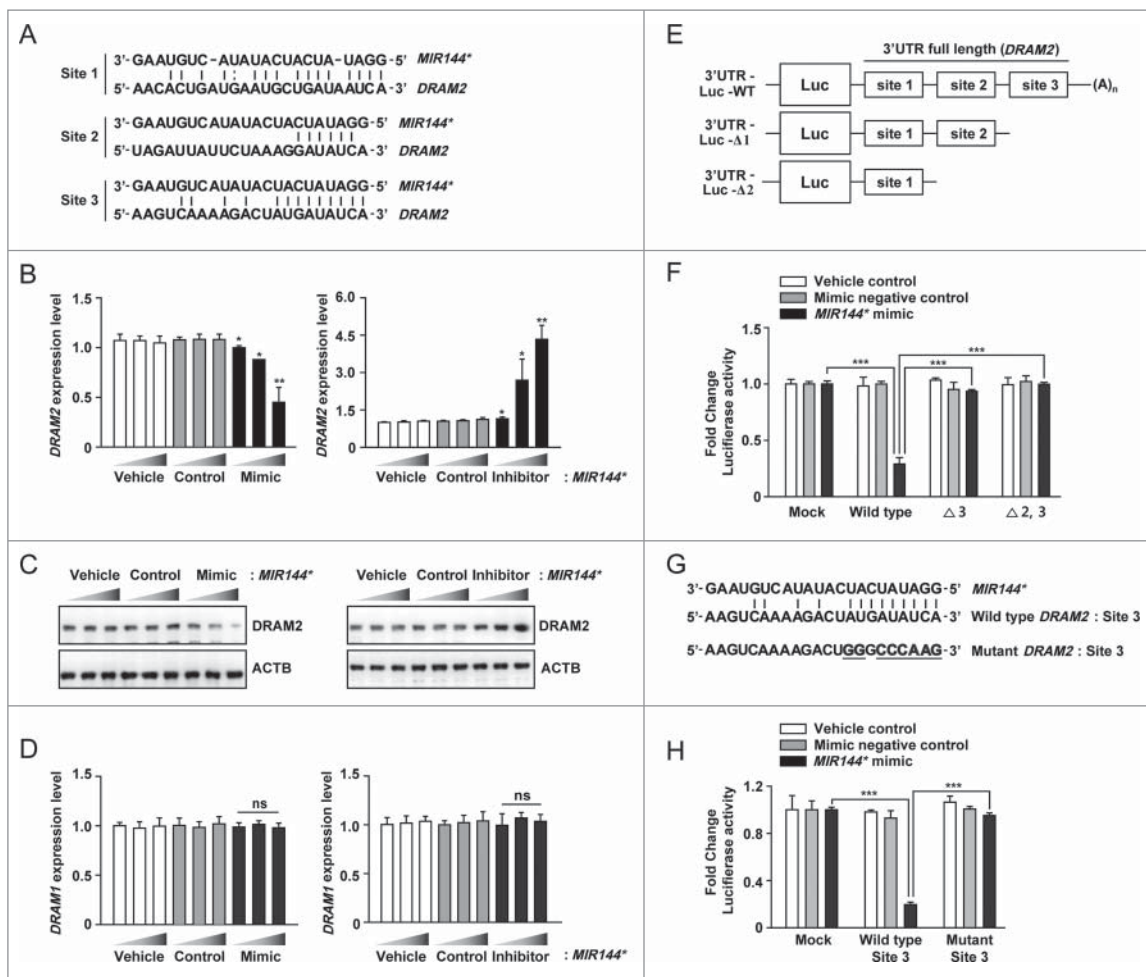 A
Site 1
3'- GAAUGUC -AUAUACUACUA -UAGG -5' MIR144*
5'- AACACUGAUGAAUGCUGAUAAUCA -3' DRAM2
Site 2
3'- GAAUGUCAUAUACUACUAUAGG-5' MIR144*
5'- UAGAUUAUUCUAAAGGAUAUCA -3' DRAM2
Site 3
3'- GAAUGUCAUAUACUACUAUAGG-5' MIR144*
5'- AAGUCAAAAGACUAUGAUAUCA -3' DRAM2
B
DRAM2 expression level
1.5
1.0
0.5
0
* * **
Vehicle Control Mimic
DRAM2 expression level
6.0
4.5
3.0
1.5
0
* * **
Vehicle Control Inhibitor : MIR144*
C
Vehicle Control Mimic : MIR144*
DRAM2
ACTB
Vehicle Control Inhibitor : MIR144*
DRAM2
ACTB
D
DRAM1 expression level
1.5
1.0
0.5
0
ns
Vehicle Control Mimic
DRAM1 expression level
1.5
1.0
0.5
0
ns
Vehicle Control Inhibitor : MIR144*
E
3'UTR full length (DRAM2)
3'UTR -
Luc -WT
Luc site 1 site 2 site 3 (A)n
3'UTR -
Luc -Δ1
Luc site 1 site 2
3'UTR -
Luc -Δ2
Luc site 1
F
Vehicle control
Mimic negative control
MIR144* mimic
Fold Change
Lucifierase activity
1.5
1.0
0.5
0
*** *** ***
Mock Wild type △ 3 △ 2, 3
G
3'- GAAUGUCAUAUACUACUAUAGG-5' MIR144*
5'- AAGUCAAAAGACUAUGAUAUCA -3' Wild type DRAM2 : Site 3
5'- AAGUCAAAAGACUGGGCCCAAG-3' Mutant DRAM2 : Site 3
H
Vehicle control
Mimic negative control
MIR144* mimic
Fold Change
Lucifierase activity
1.2
0.9
0.6
0.4
0
*** ***
Mock Wild type Mutant
Site 3 Site 3